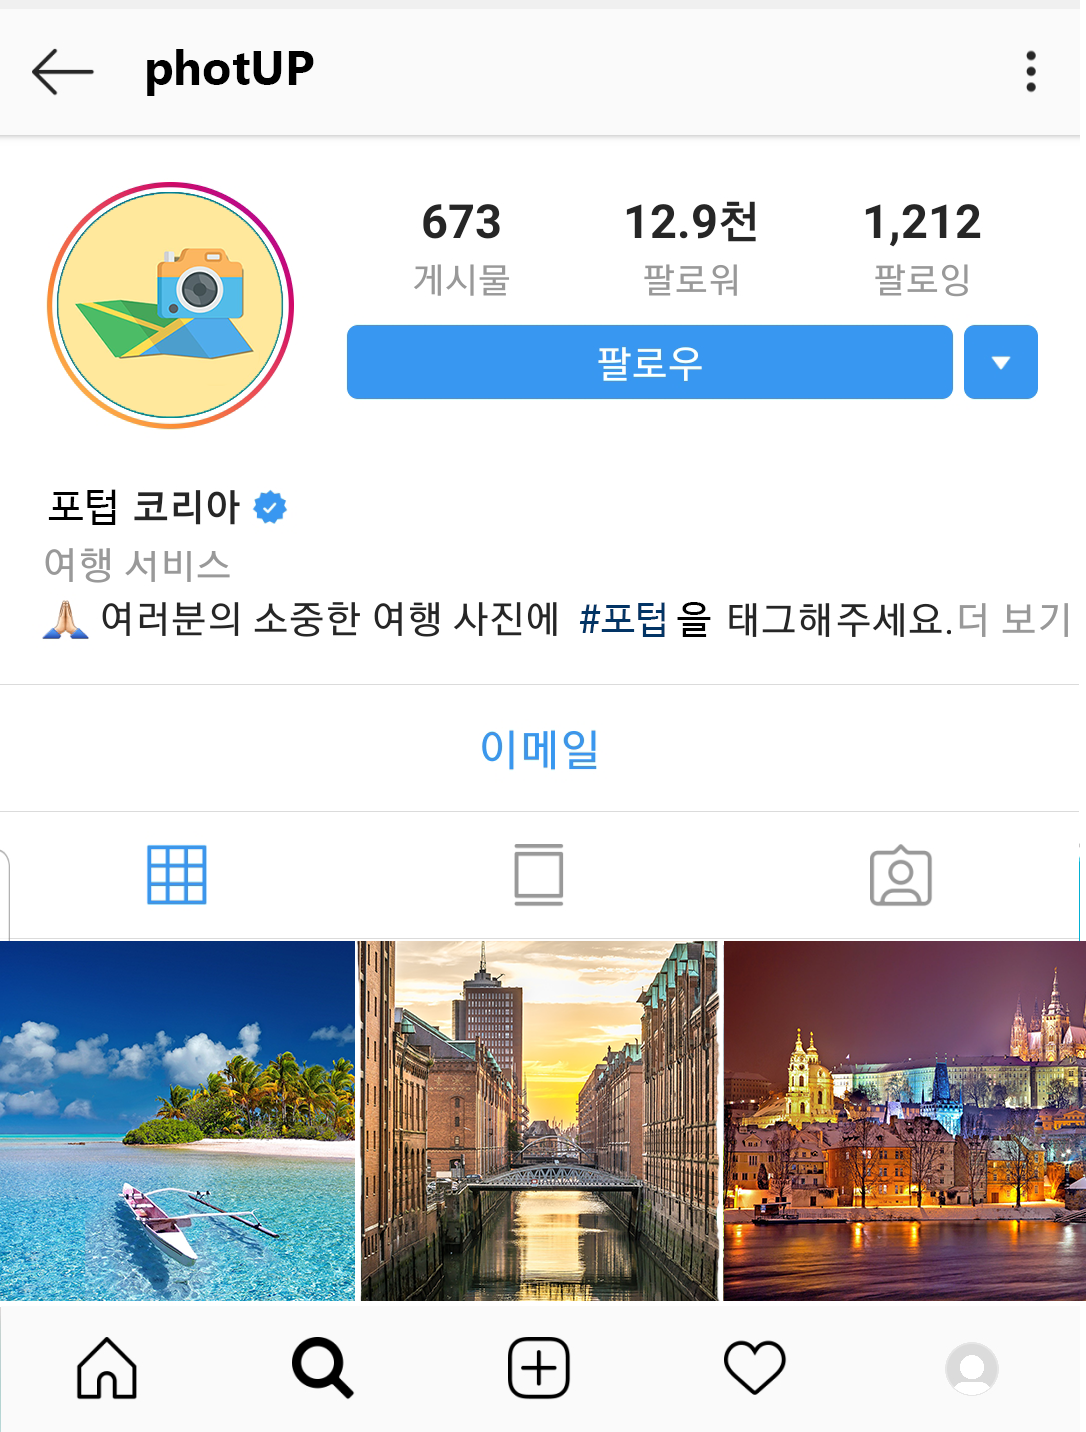 photUP
673 12.9천 1,212
게시물 팔로워 팔로잉
팔로우
포텁 코리아
여행 서비스
🙏 여러분의 소중한 여행 사진에 #포텁을 태그해주세요. 더 보기
이메일